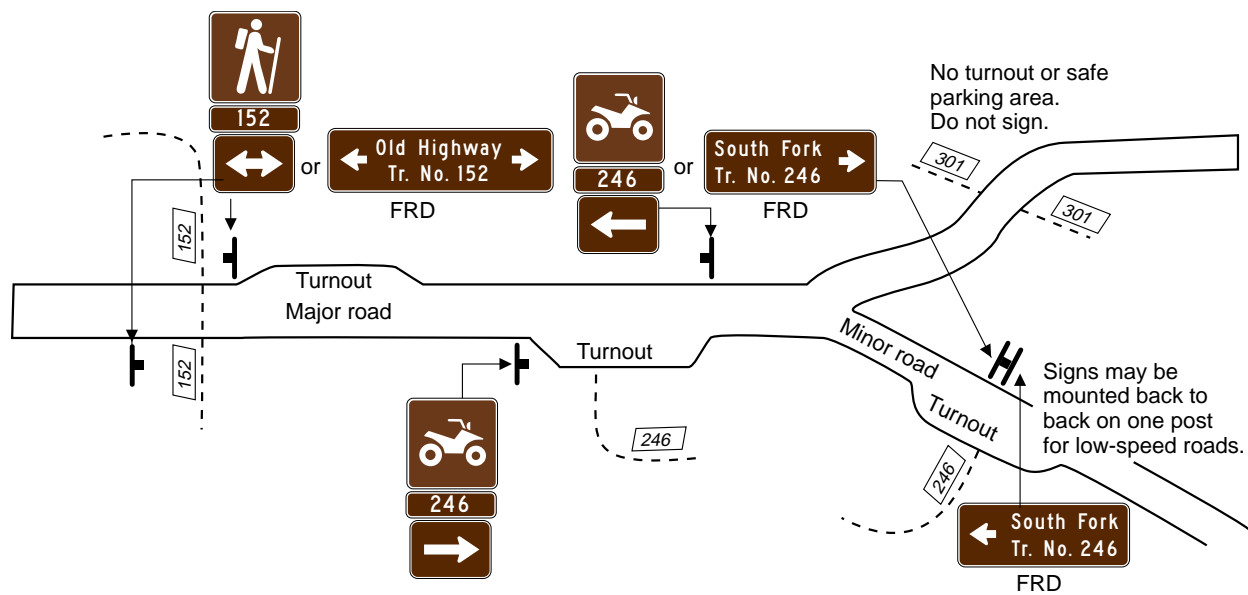 No turnout or safe
parking area.
Do not sign.
152
or
Old Highway
Tr. No. 152
FRD
246
or
South Fork
Tr. No. 246
FRD
301
301
152
Turnout
Major road
152
Turnout
Minor road
Turnout
Signs may be
mounted back to
back on one post
for low-speed roads.
246
246
246
South Fork
Tr. No. 246
FRD